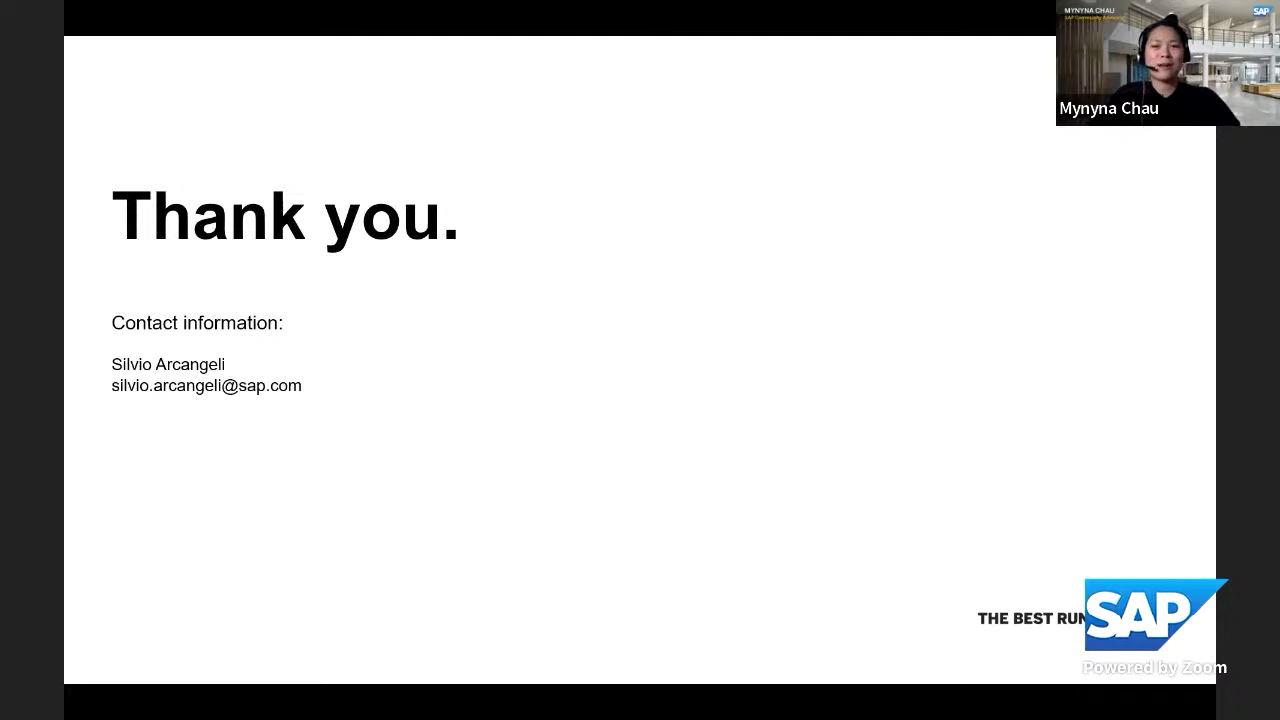 MYNYNA CHAU
SAP
Mynyna Chau
Thank you.
Contact information:
Silvio Arcangeli
silvio.arcangeli@sap.com
THE BEST RUN
SAP
Powered by Zoom